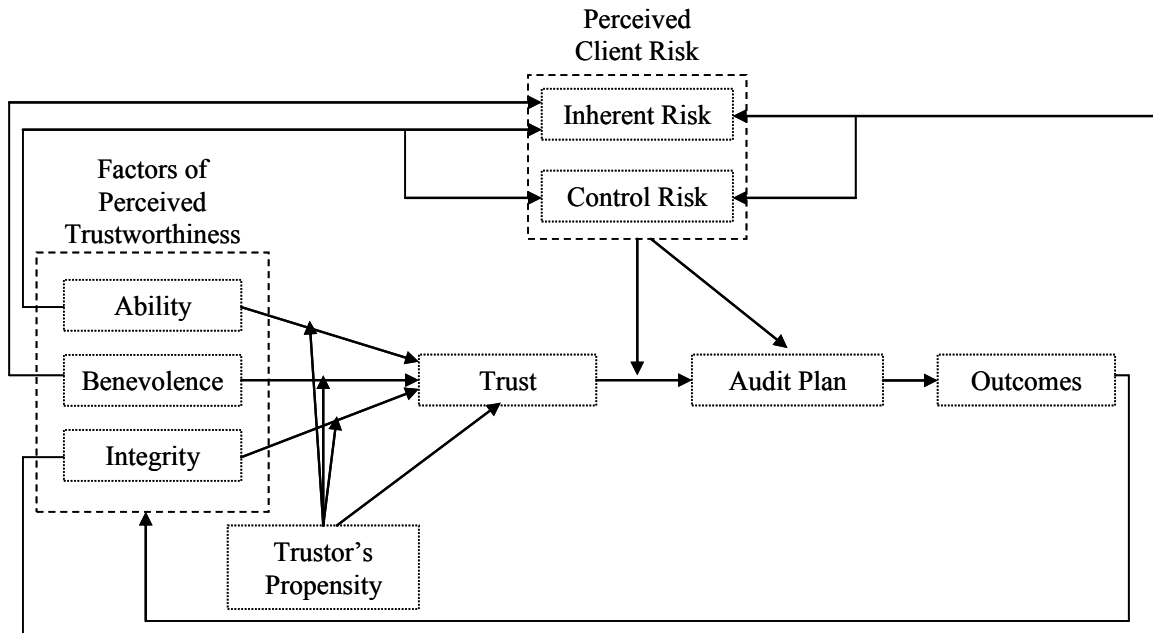 Perceived
Client Risk
Inherent Risk
Control Risk
Factors of
Perceived
Trustworthiness
Ability
Benevolence
Integrity
Trust
Audit Plan
Outcomes
Trustor’s
Propensity